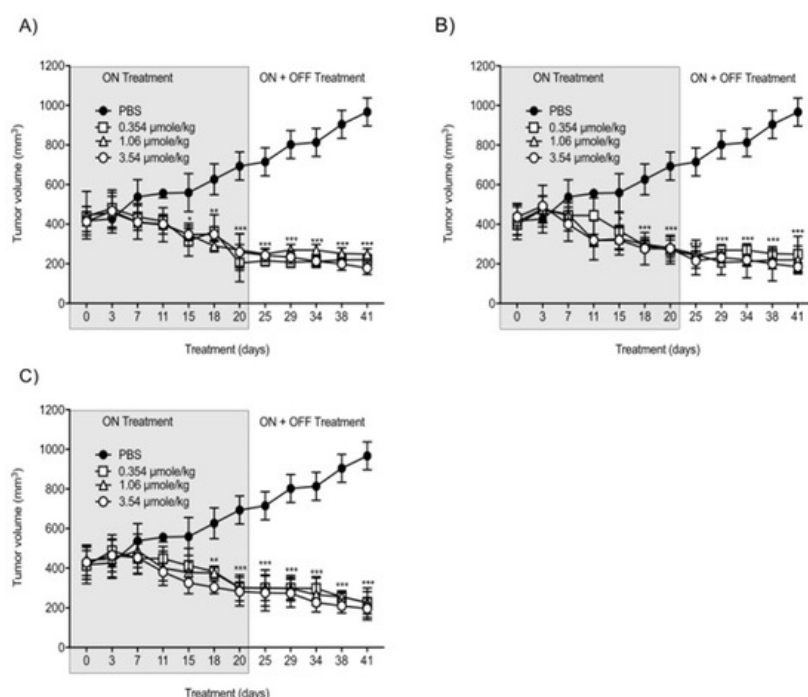 A)
ON Treatment
ON + OFF Treatment
PBS
0.354 µmole/kg
1.06 µmole/kg
3.54 µmole/kg
Tumor volume (mm³)
1200
1000
800
600
400
200
0
* ** *** *** *** *** *** ***
0 3 7 11 15 18 20 25 29 34 38 41
Treatment (days)
B)
ON Treatment
ON + OFF Treatment
PBS
0.354 µmole/kg
1.06 µmole/kg
3.54 µmole/kg
Tumor volume (mm³)
1200
1000
800
600
400
200
0
* *** *** *** *** *** ***
0 3 7 11 15 18 20 25 29 34 38 41
Treatment (days)
C)
ON Treatment
ON + OFF Treatment
PBS
0.354 µmole/kg
1.06 µmole/kg
3.54 µmole/kg
Tumor volume (mm³)
1200
1000
800
600
400
200
0
** *** *** *** *** *** ***
0 3 7 11 15 18 20 25 29 34 38 41
Treatment (days)